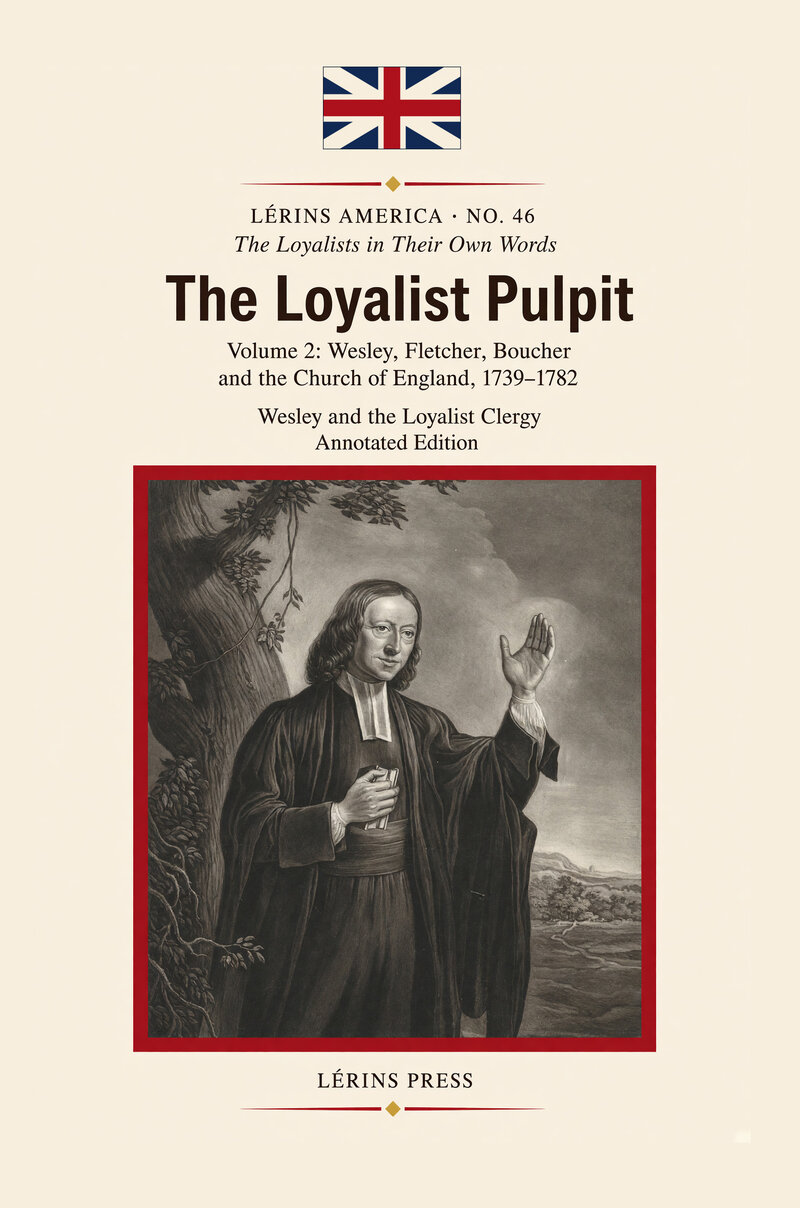 LÉRINS AMERICA · NO. 46
The Loyalists in Their Own Words
The Loyalist Pulpit
Volume 2: Wesley, Fletcher, Boucher
and the Church of England, 1739–1782
Wesley and the Loyalist Clergy
Annotated Edition
LÉRINS PRESS